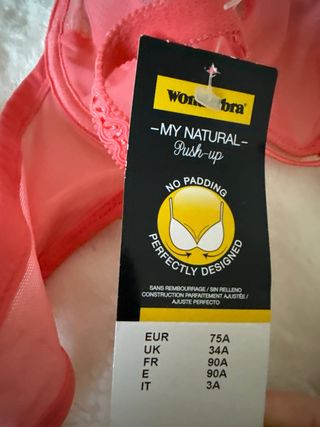 -MY NATURAL-
Push-up
NO PADDING
PERFECTLY DESIGNED
SANS REMBOURRAGE / SIN RELLENO
CONSTRUCTION PARFAITEMENT AJUSTÉE /
AJUSTE PERFECTO
EUR 75A
UK 34A
FR 90A
E 90A
IT 3A